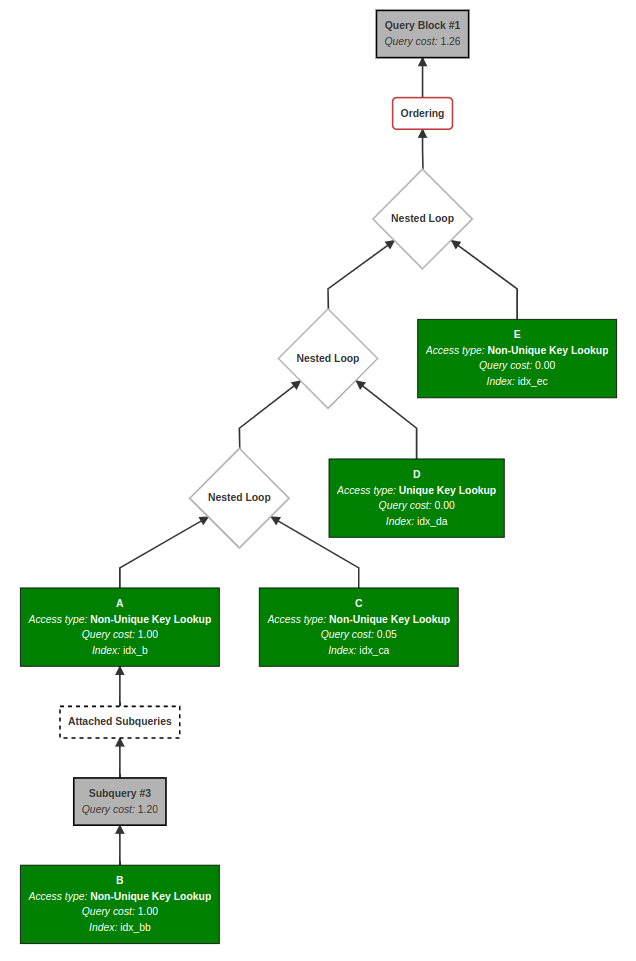 Query Block #1
Query cost: 1.26
Ordering
Nested Loop
E
Access type: Non-Unique Key Lookup
Query cost: 0.00
Index: idx_ec
Nested Loop
D
Access type: Unique Key Lookup
Query cost: 0.00
Index: idx_da
Nested Loop
A
Access type: Non-Unique Key Lookup
Query cost: 1.00
Index: idx_b
C
Access type: Non-Unique Key Lookup
Query cost: 0.05
Index: idx_ca
Attached Subqueries
Subquery #3
Query cost: 1.20
B
Access type: Non-Unique Key Lookup
Query cost: 1.00
Index: idx_bb